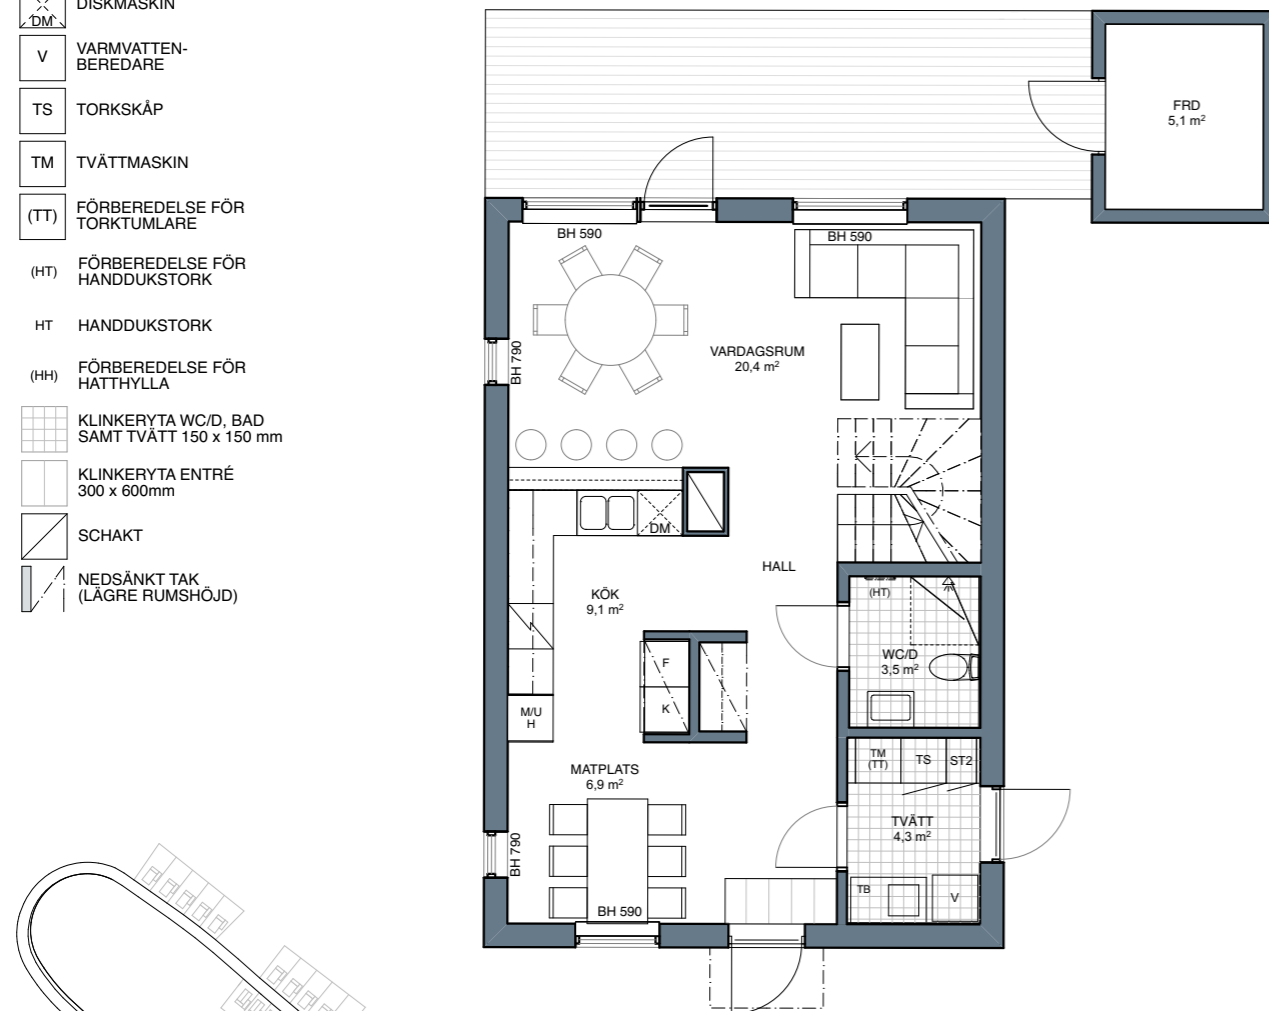 DM
DISKMASKIN
V
VARMVATTEN-
BEREDARE
TS
TORKSKÅP
TM
TVÄTTMASKIN
(TT)
FÖRBEREDELSE FÖR
TORKTUMLARE
(HT)
FÖRBEREDELSE FÖR
HANDDUKSTORK
HT
HANDDUKSTORK
(HH)
FÖRBEREDELSE FÖR
HATTHYLLA
KLINKERYTA WC/D, BAD
SAMT TVÄTT 150 x 150 mm
KLINKERYTA ENTRÉ
300 x 600mm
SCHAKT
NEDSÄNKT TAK
(LÄGRE RUMSHÖJD)
FRD
5,1 m²
BH 590
BH 590
BH 790
VARDAGSRUM
20,4 m²
DM
HALL
KÖK
9,1 m²
(HT)
WC/D
3,5 m²
F
K
M/U
H
MATPLATS
6,9 m²
TM
(TT)
TS
ST2
TVÄTT
4,3 m²
BH 790
TB
V
BH 590